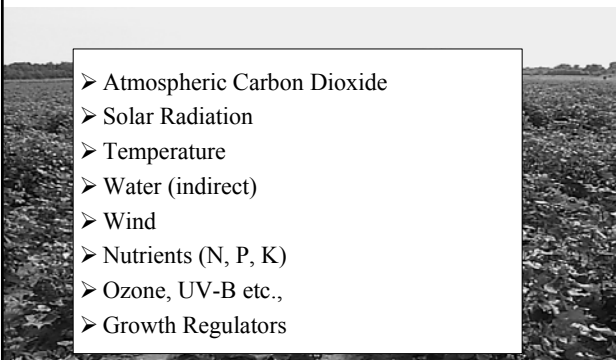 ➢ Atmospheric Carbon Dioxide
➢ Solar Radiation
➢ Temperature
➢ Water (indirect)
➢ Wind
➢ Nutrients (N, P, K)
➢ Ozone, UV-B etc.,
➢ Growth Regulators